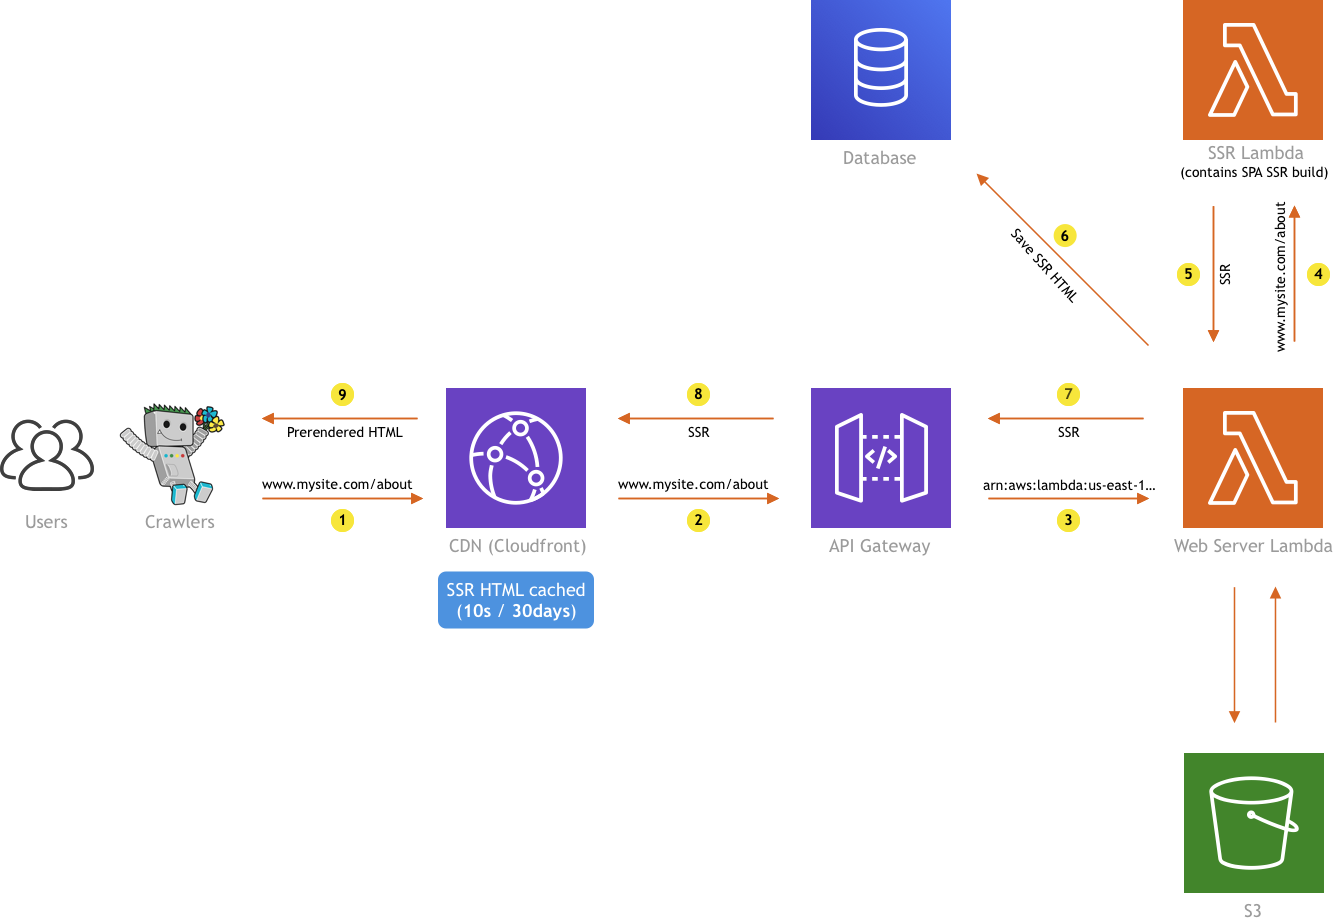 Database
SSR Lambda
(contains SPA SSR build)
6
Save SSR HTML
5
SSR
www.mysite.com/about
4
9
Prerendered HTML
8
SSR
7
SSR
www.mysite.com/about
1
www.mysite.com/about
2
arn:aws:lambda:us-east-1...
3
Users
Crawlers
CDN (Cloudfront)
</>
API Gateway
Web Server Lambda
SSR HTML cached
(10s / 30days)
S3